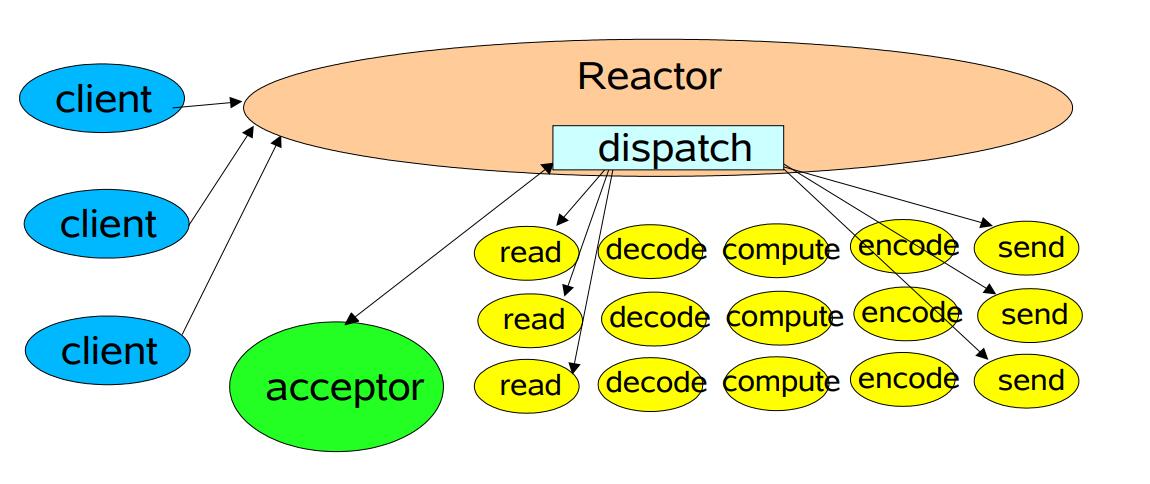 Reactor
client
dispatch
client
client
acceptor
read decode compute encode send
read decode compute encode send
read decode compute encode send